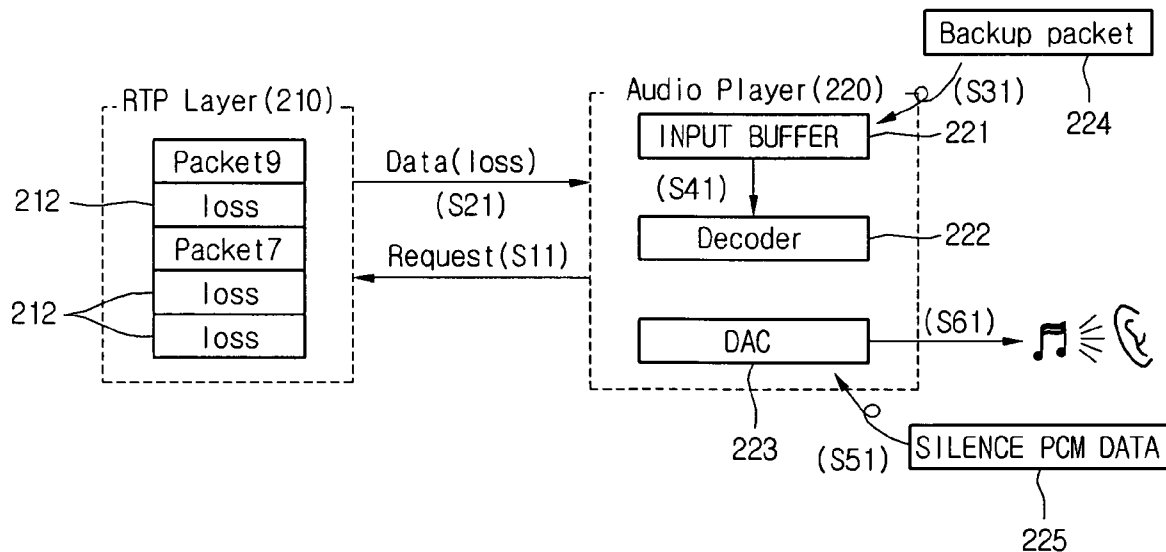 Backup packet
224
(S31)
RTP Layer(210)
Packet9
loss
Packet7
loss
loss
212
212
Data(loss)
(S21)
Request(S11)
Audio Player(220)
INPUT BUFFER
221
(S41)
Decoder
222
DAC
223
(S61)
(S51)
SILENCE PCM DATA
225